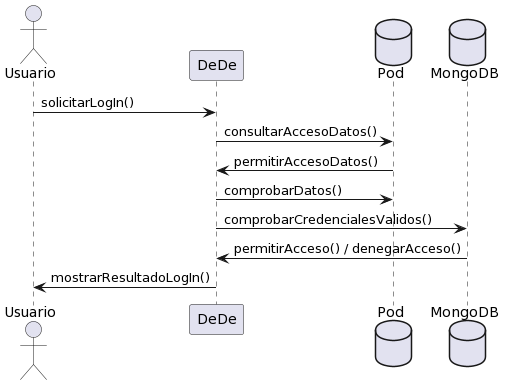 Usuario
DeDe
Pod
MongoDB
solicitarLogIn()
consultarAccesoDatos()
permitirAccesoDatos()
comprobarDatos()
comprobarCredencialesValidos()
permitirAcceso() / denegarAcceso()
mostrarResultadoLogIn()
Usuario
DeDe
Pod
MongoDB